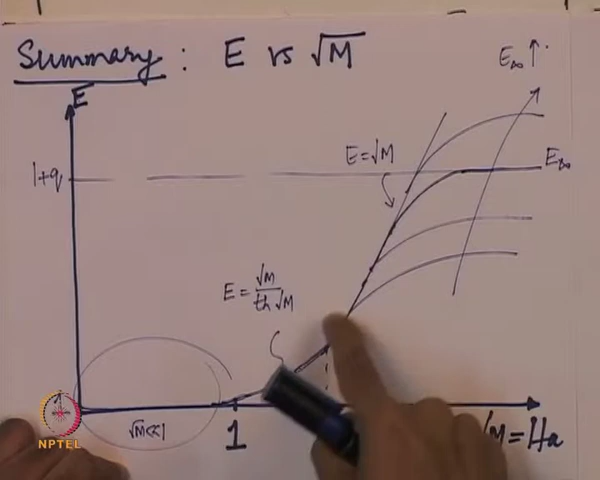 Summary : E vs √M
E∞ ↑
E
1+q
E=√M
E∞
E = √M / th √M
√M<<1
1
√M = Ha
NPTEL